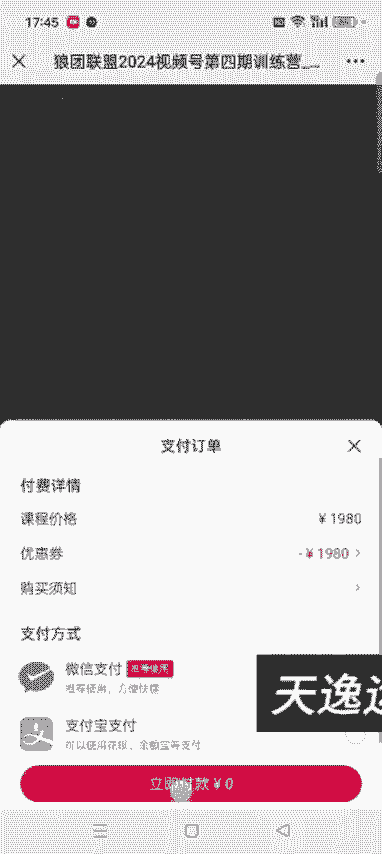 17:45
狼团联盟2024视频号第四期训练营_...
支付订单
付费详情
课程价格
¥1980
优惠券
-¥1980
购买须知
支付方式
微信支付 推荐使用
推荐使用，方便快捷
天逸
支付宝支付
可以使用花呗、余额宝等支付
立即付款¥0